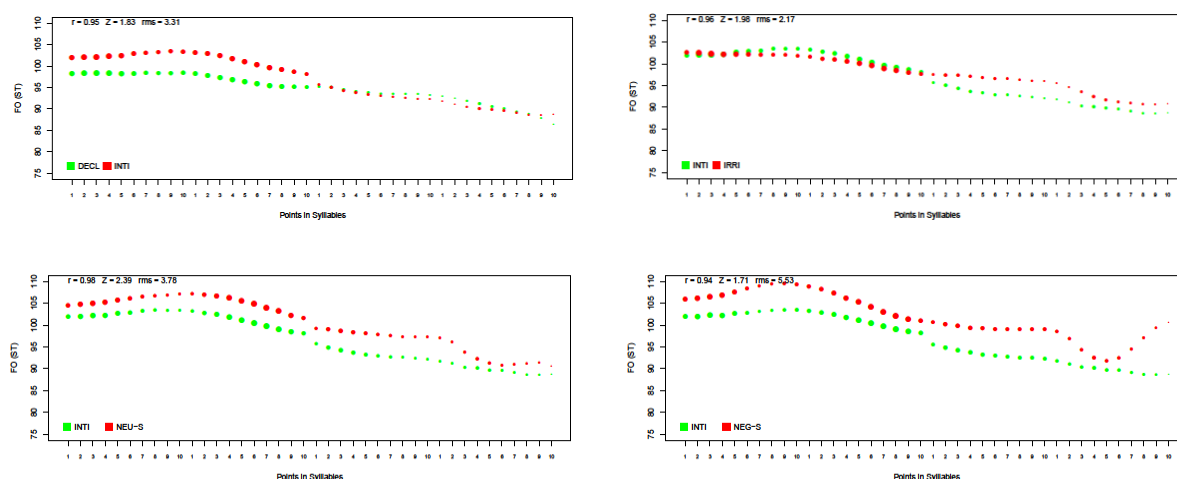 r = 0.95 Z = 1.83 rms = 3.31
FO (ST)
110
105
100
95
90
85
80
75
DECL INTI
1 2 3 4 5 6 7 8 9 10 1 2 3 4 5 6 7 8 9 10 1 2 3 4 5 6 7 8 9 10 1 2 3 4 5 6 7 8 9 10
Points in Syllables
r = 0.96 Z = 1.98 rms = 2.17
FO (ST)
110
105
100
95
90
85
80
75
INTI IRRI
1 2 3 4 5 6 7 8 9 10 1 2 3 4 5 6 7 8 9 10 1 2 3 4 5 6 7 8 9 10 1 2 3 4 5 6 7 8 9 10
Points in Syllables
r = 0.98 Z = 2.39 rms = 3.78
FO (ST)
110
105
100
95
90
85
80
75
INTI NEU-S
1 2 3 4 5 6 7 8 9 10 1 2 3 4 5 6 7 8 9 10 1 2 3 4 5 6 7 8 9 10 1 2 3 4 5 6 7 8 9 10
Points in Syllables
r = 0.94 Z = 1.71 rms = 5.53
FO (ST)
110
105
100
95
90
85
80
75
INTI NEG-S
1 2 3 4 5 6 7 8 9 10 1 2 3 4 5 6 7 8 9 10 1 2 3 4 5 6 7 8 9 10 1 2 3 4 5 6 7 8 9 10
Points in Syllables